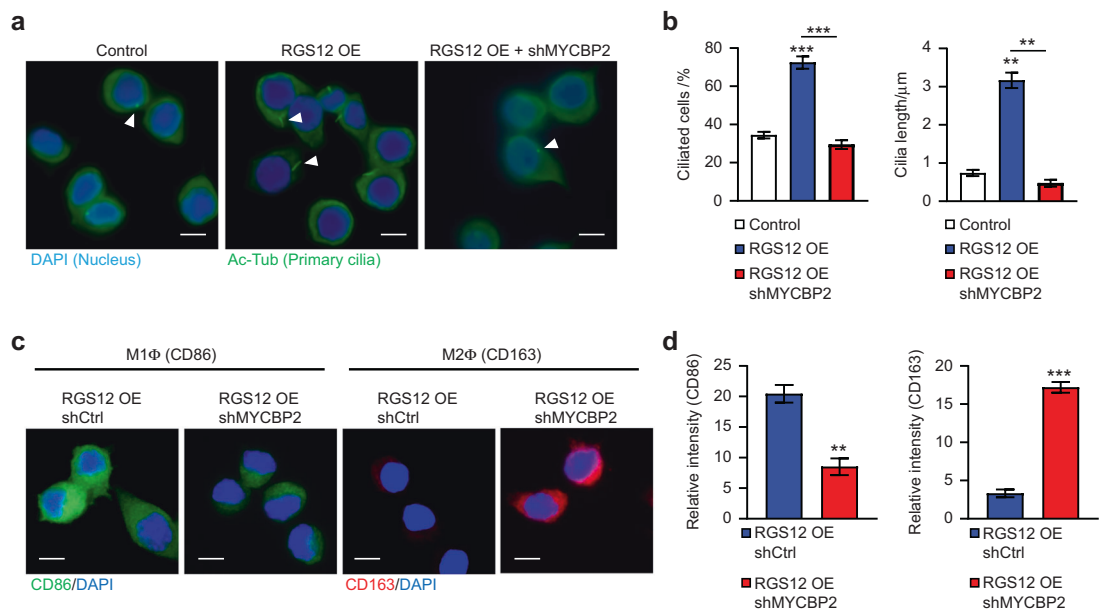 a
Control
RGS12 OE
RGS12 OE + shMYCBP2
DAPI (Nucleus)
Ac-Tub (Primary cilia)
b
Ciliated cells /%
80
60
40
20
0
***
***
Control
RGS12 OE
RGS12 OE
shMYCBP2
Cilia length/μm
4
3
2
1
0
**
**
Control
RGS12 OE
RGS12 OE
shMYCBP2
c
M1Φ (CD86)
M2Φ (CD163)
RGS12 OE
shCtrl
RGS12 OE
shMYCBP2
RGS12 OE
shCtrl
RGS12 OE
shMYCBP2
CD86/DAPI
CD163/DAPI
d
Relative intensity (CD86)
25
20
15
10
5
0
**
RGS12 OE
shCtrl
RGS12 OE
shMYCBP2
Relative intensity (CD163)
20
15
10
5
0
***
RGS12 OE
shCtrl
RGS12 OE
shMYCBP2